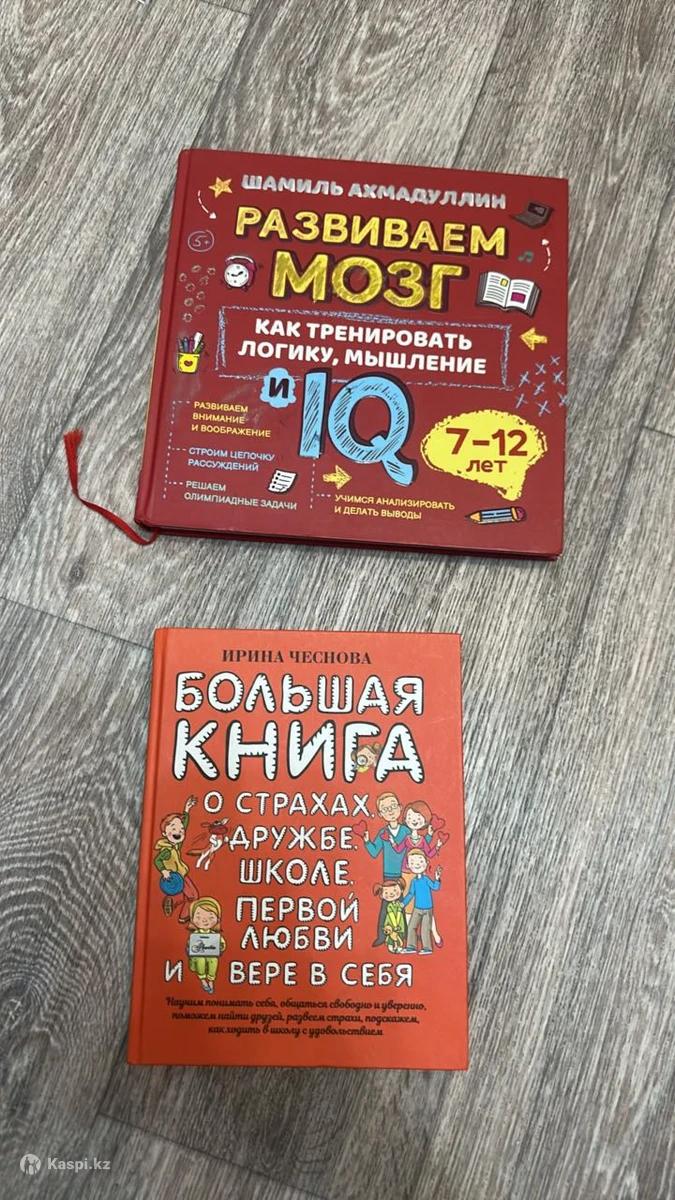 ШАМИЛЬ АХМАДУЛЛИН
5+
РАЗВИВАЕМ
МОЗГ
КАК ТРЕНИРОВАТЬ
ЛОГИКУ, МЫШЛЕНИЕ
И IQ
РАЗВИВАЕМ
ВНИМАНИЕ
И ВООБРАЖЕНИЕ
СТРОИМ ЦЕПОЧКУ
РАССУЖДЕНИЙ
РЕШАЕМ
ОЛИМПИАДНЫЕ ЗАДАЧИ
УЧИМСЯ АНАЛИЗИРОВАТЬ
И ДЕЛАТЬ ВЫВОДЫ
7-12
ЛЕТ
ИРИНА ЧЕСНОВА
БОЛЬШАЯ
КНИГА
О СТРАХАХ,
ДРУЖБЕ,
ШКОЛЕ,
ПЕРВОЙ
ЛЮБВИ
И ВЕРЕ В СЕБЯ
Научим понимать себя, общаться свободно и уверенно,
поможем найти друзей, развеем страхи, подскажем,
как ходить в школу с удовольствием
Kaspi.kz